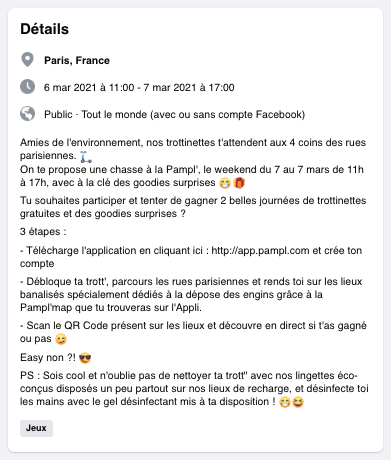 Détails
Paris, France
6 mar 2021 à 11:00 - 7 mar 2021 à 17:00
Public · Tout le monde (avec ou sans compte Facebook)
Amies de l'environnement, nos trottinettes t'attendent aux 4 coins des rues
parisiennes. 🛴
On te propose une chasse à la Pampl', le weekend du 7 au 7 mars de 11h
à 17h, avec à la clé des goodies surprises 😁🎁
Tu souhaites participer et tenter de gagner 2 belles journées de trottinettes
gratuites et des goodies surprises ?
3 étapes :
- Télécharge l'application en cliquant ici : http://app.pampl.com et crée ton
compte
- Débloque ta trott', parcours les rues parisiennes et rends toi sur les lieux
banalisés spécialement dédiés à la dépose des engins grâce à la
Pampl'map que tu trouveras sur l'Appli.
- Scan le QR Code présent sur les lieux et découvre en direct si t'as gagné
ou pas 🤪
Easy non ?! 😎
PS : Sois cool et n'oublie pas de nettoyer ta trott" avec nos lingettes éco-
conçus disposés un peu partout sur nos lieux de recharge, et désinfecte toi
les mains avec le gel désinfectant mis à ta disposition ! 😁😅
Jeux